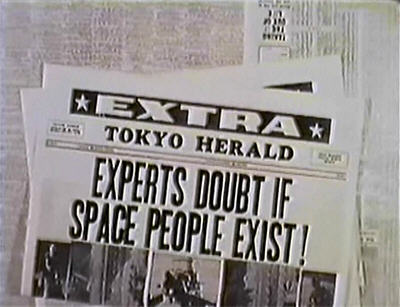 ★ EXTRA ★
TOKYO HERALD
EXPERTS DOUBT IF
SPACE PEOPLE EXIST!